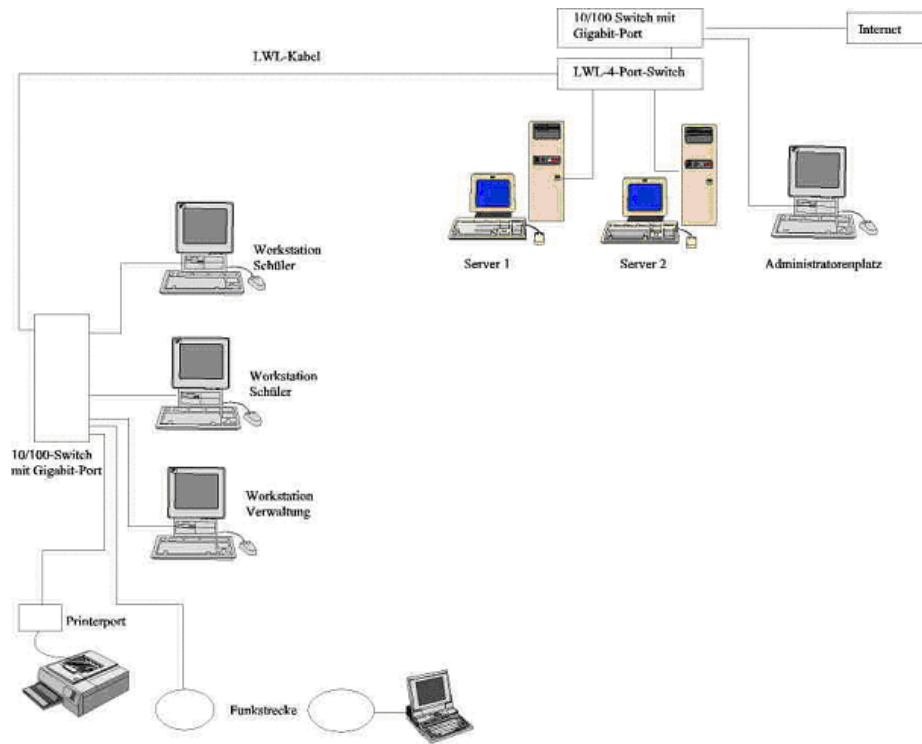 10/100 Switch mit
Gigabit-Port
Internet
LWL-Kabel
LWL-4-Port-Switch
Server 1
Server 2
Administratorenplatz
Workstation
Schüler
Workstation
Schüler
10/100-Switch
mit Gigabit-Port
Workstation
Verwaltung
Printerport
Funkstrecke